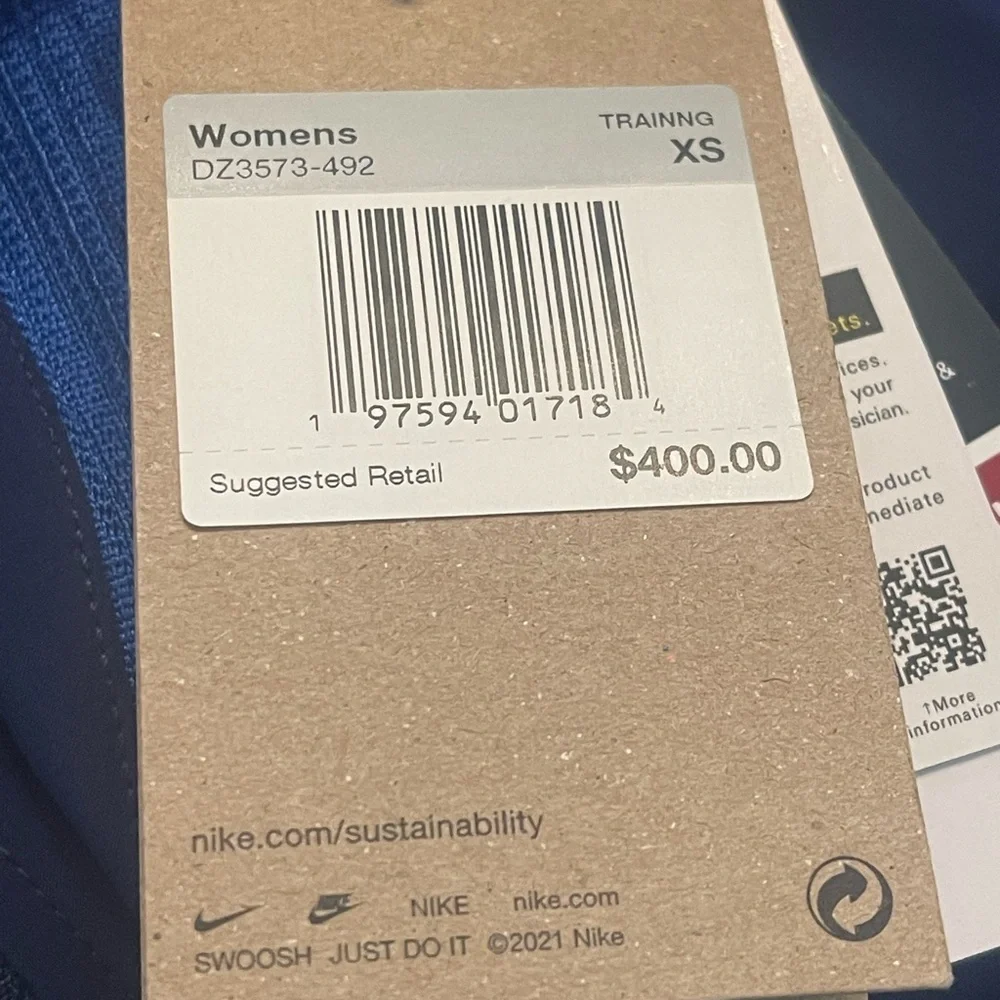 Womens
TRAINNG
DZ3573-492
XS
1 97594 01718 4
Suggested Retail
$400.00
nike.com/sustainability
NIKE nike.com
SWOOSH JUST DO IT ©2021 Nike
ets.
ices.
your
sician.
roduct
mediate
↑More
information
&